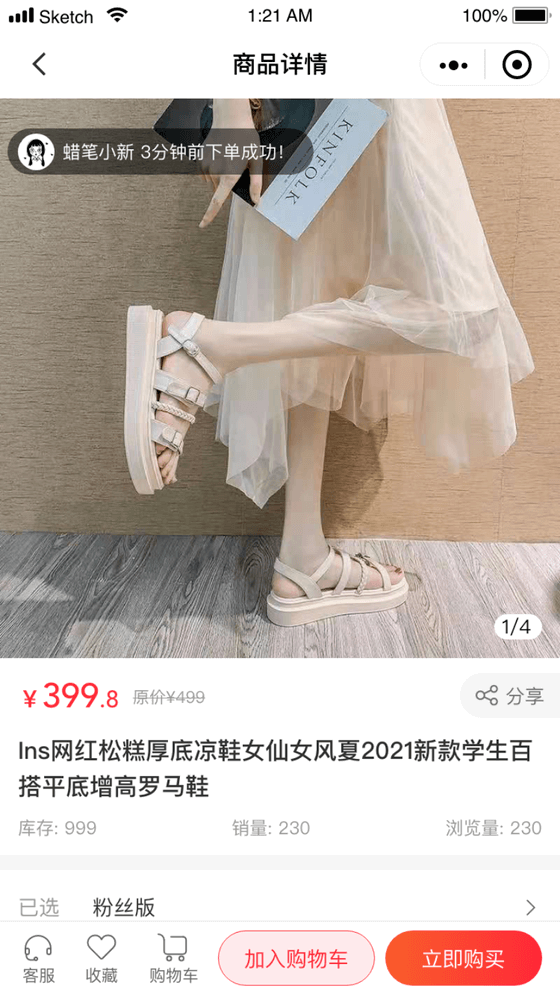 Sketch
1:21 AM
100%
商品详情
蜡笔小新 3分钟前下单成功!
KINFOLK
1/4
¥399.8 原价¥499
分享
Ins网红松糕厚底凉鞋女仙女风夏2021新款学生百
搭平底增高罗马鞋
库存: 999 销量: 230 浏览量: 230
已选 粉丝版
客服 收藏 购物车 加入购物车 立即购买